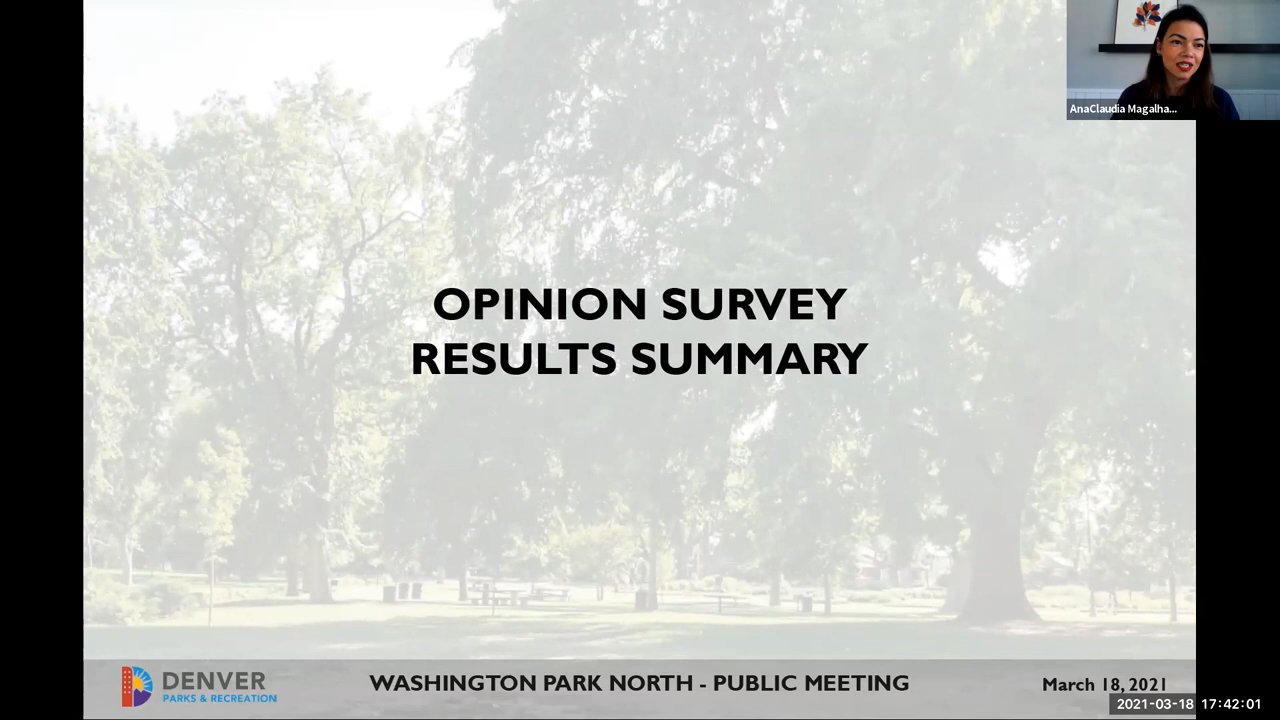 AnaClaudia Magalha...
OPINION SURVEY
RESULTS SUMMARY
DENVER
PARKS & RECREATION
WASHINGTON PARK NORTH - PUBLIC MEETING
March 18, 2021
2021-03-18 17:42:01